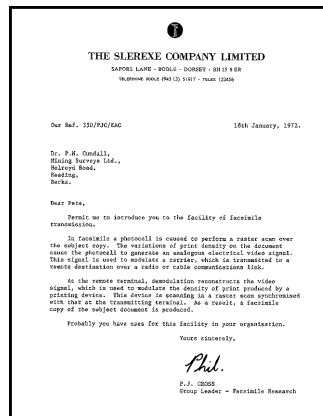 THE SLEREXE COMPANY LIMITED
SAPORS LANE - BOOLE - DORSET - BH 25 8 ER
TELEPHONE BOOLE (945 13) 51617 - TELEX 123456
Our Ref. 350/PJC/EAC
18th January, 1972.
Dr. P.N. Cundall,
Mining Surveys Ltd.,
Holroyd Road,
Reading,
Berks.
Dear Pete,
Permit me to introduce you to the facility of facsimile
transmission.
In facsimile a photocell is caused to perform a raster scan over
the subject copy. The variations of print density on the document
cause the photocell to generate an analogous electrical video signal.
This signal is used to modulate a carrier, which is transmitted to a
remote destination over a radio or cable communications link.
At the remote terminal, demodulation reconstructs the video
signal, which is used to modulate the density of print produced by a
printing device. This device is scanning in a raster scan synchronised
with that at the transmitting terminal. As a result, a facsimile
copy of the subject document is produced.
Probably you have uses for this facility in your organisation.
Yours sincerely,
Phil.
P.J. CROSS
Group Leader - Facsimile Research